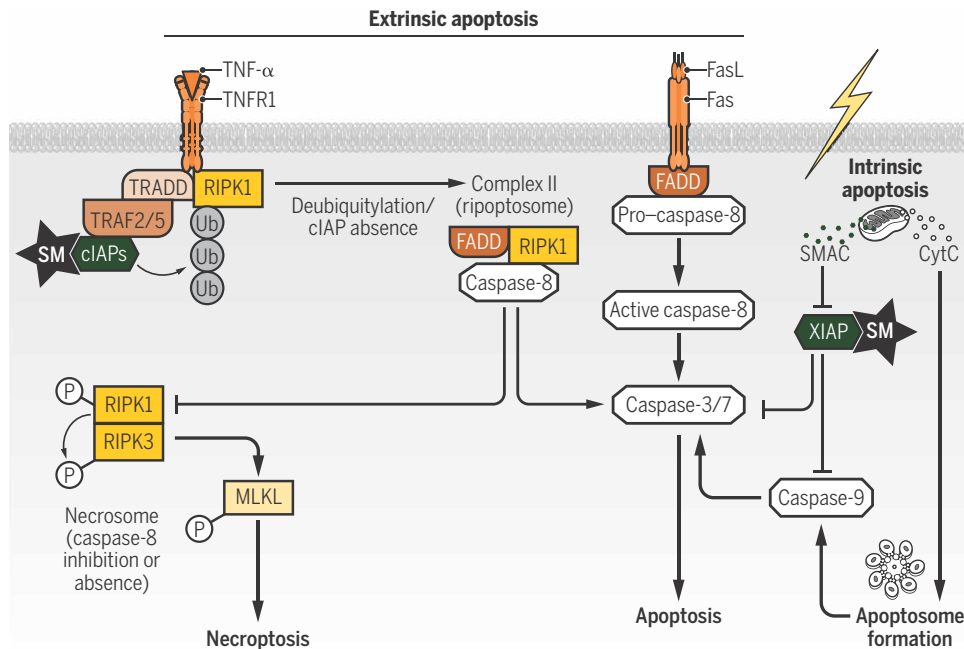 Extrinsic apoptosis
TNF-α
TNFR1
FasL
Fas
TRADD
RIPK1
TRAF2/5
SM
cIAPs
Ub
Ub
Ub
Deubiquitylation/
cIAP absence
Complex II
(ripoptosome)
FADD
RIPK1
Caspase-8
FADD
Pro–caspase-8
Active caspase-8
Caspase-3/7
Intrinsic
apoptosis
SMAC
CytC
XIAP
SM
Caspase-9
P
RIPK1
RIPK3
P
MLKL
P
Necrosome
(caspase-8
inhibition or
absence)
Necroptosis
Apoptosis
Apoptosome
formation